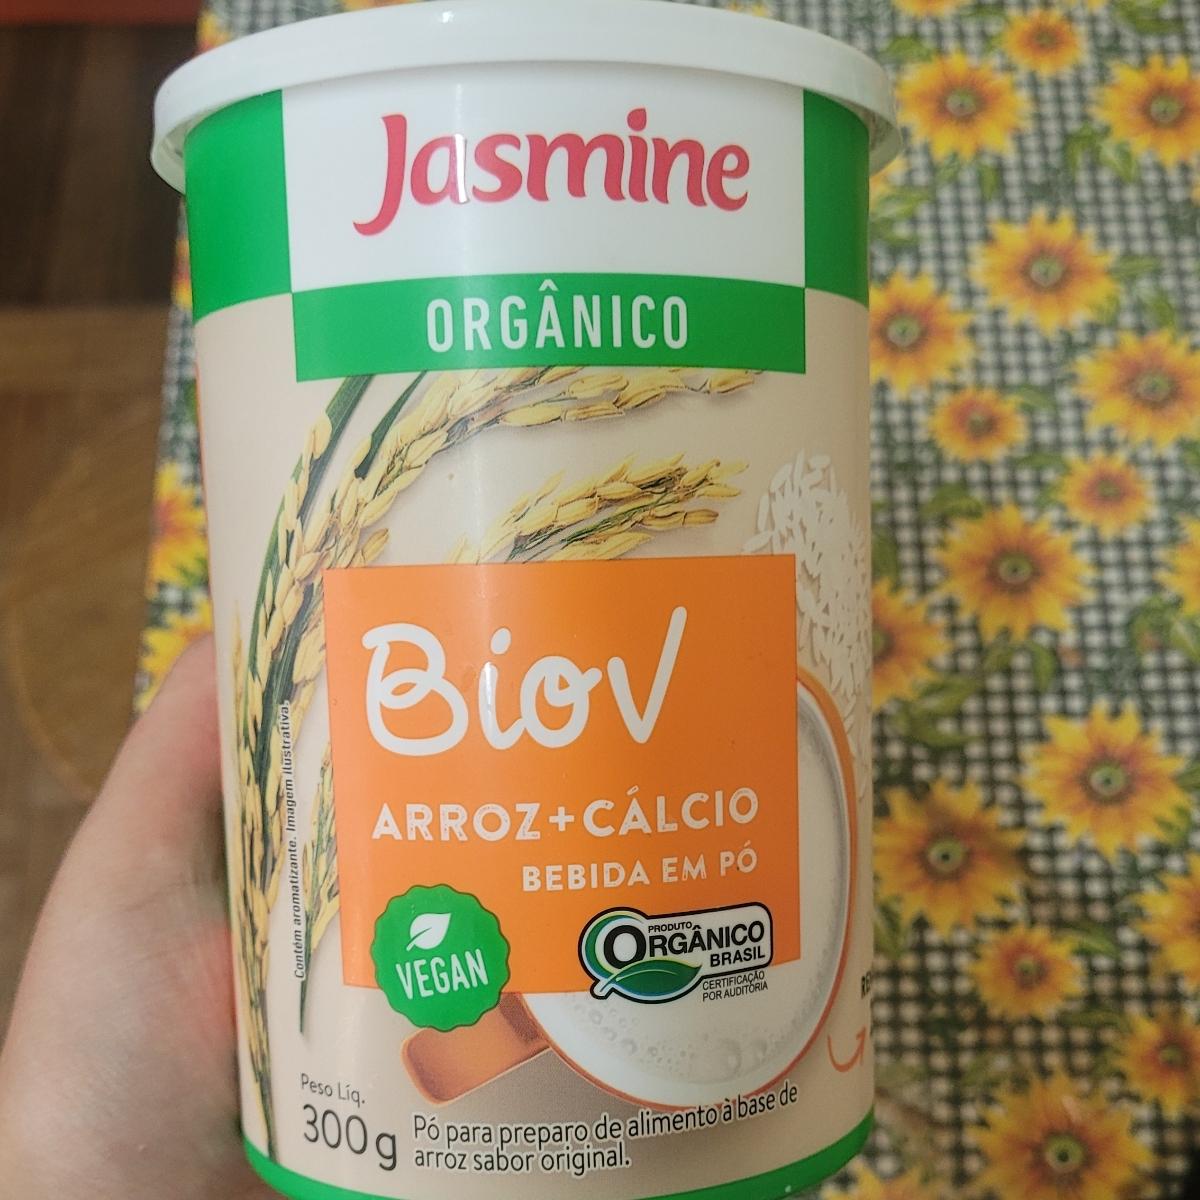 Jasmine
ORGÂNICO
BioV
ARROZ+CÁLCIO
BEBIDA EM PÓ
VEGAN
PRODUTO
ORGÂNICO
BRASIL
CERTIFICAÇÃO
POR AUDITORIA
Contém aromatizante. Imagem ilustrativa.
Peso Líq.
300g
Pó para preparo de alimento à base de
arroz sabor original.